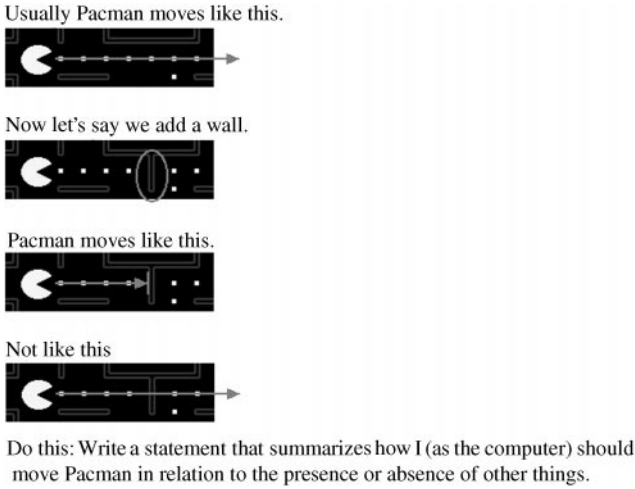 Usually Pacman moves like this.
Now let's say we add a wall.
Pacman moves like this.
Not like this
Do this: Write a statement that summarizes how I (as the computer) should
move Pacman in relation to the presence or absence of other things.